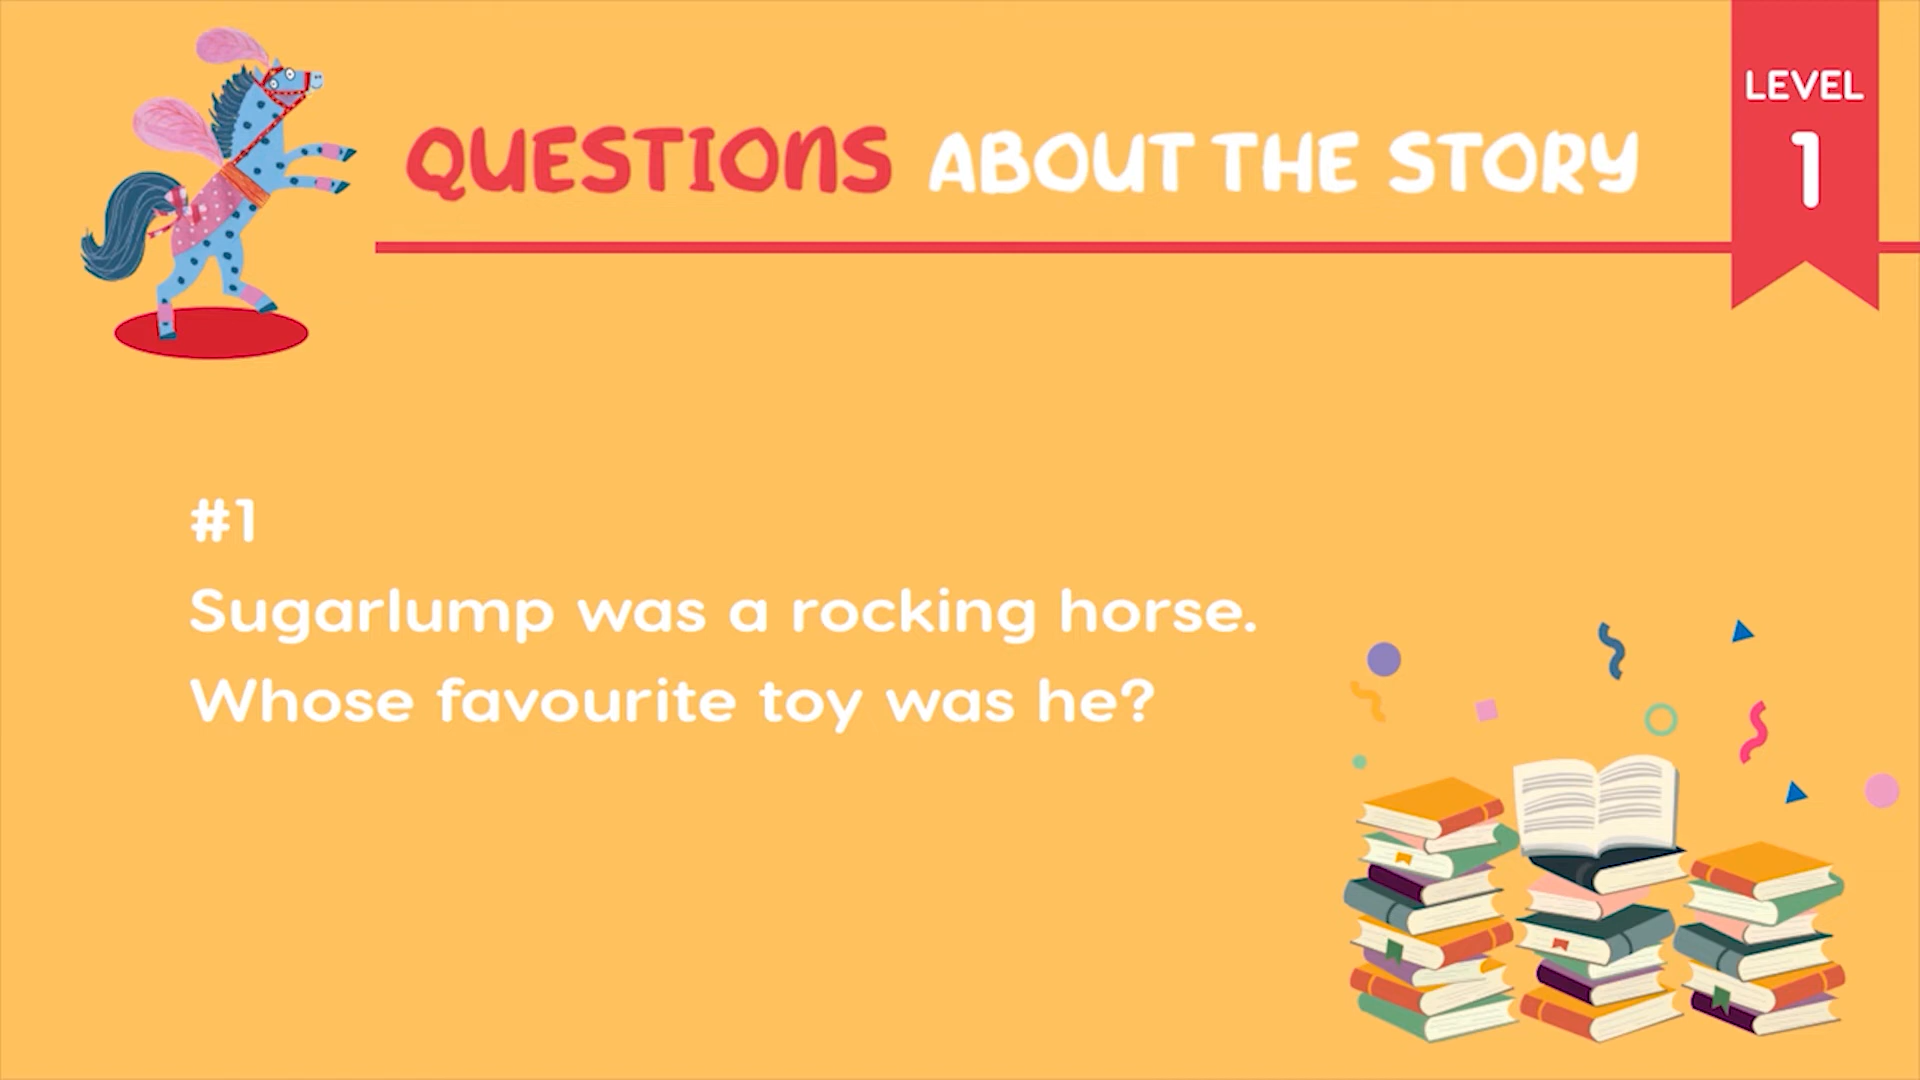 QUESTIONS ABOUT THE STORY
LEVEL
1
#1
Sugarlump was a rocking horse.
Whose favourite toy was he?